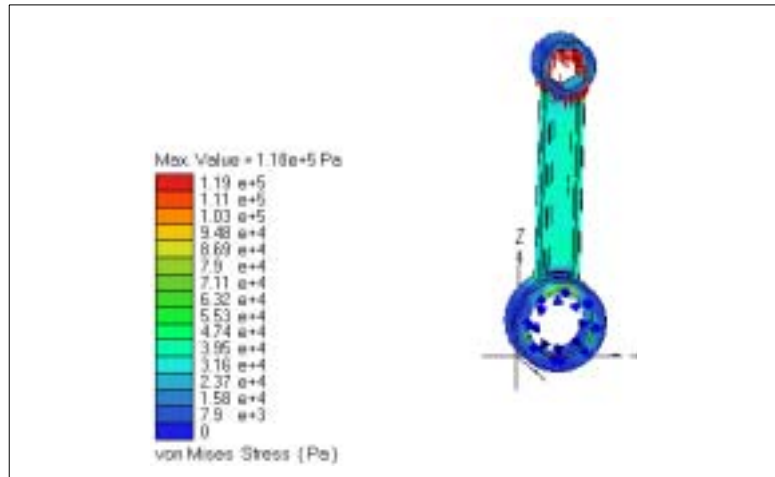 Max. Value = 1.18e+5 Pa
1.19 e+5
1.11 e+5
1.03 e+5
9.48 e+4
8.69 e+4
7.9 e+4
7.11 e+4
6.32 e+4
5.53 e+4
4.74 e+4
3.95 e+4
3.16 e+4
2.37 e+4
1.58 e+4
7.9 e+3
0
von Mises Stress (Pa)
Z